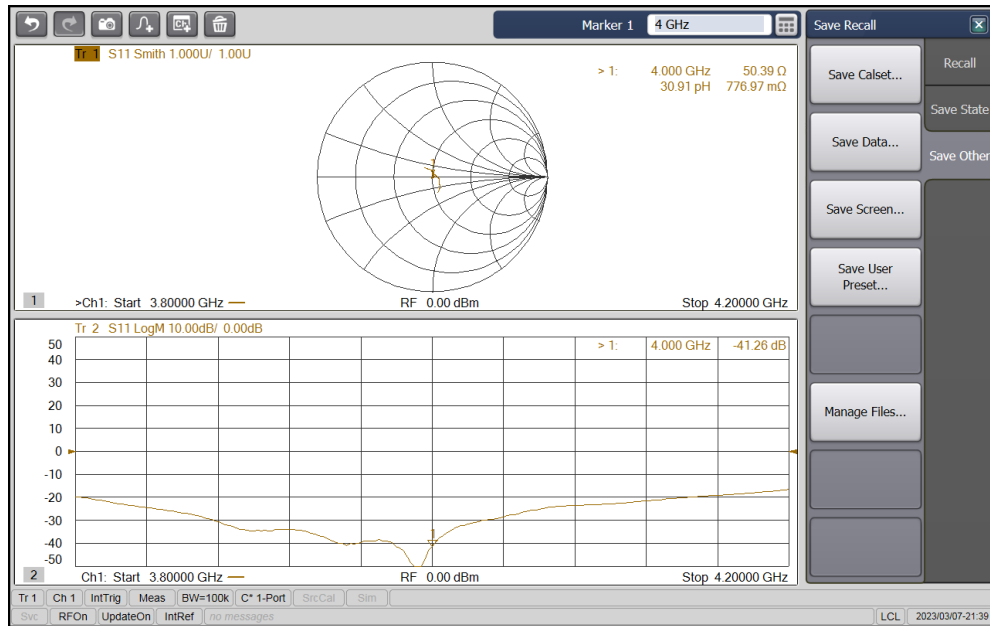 Marker 1 4 GHz
Save Recall
Tr 1 S11 Smith 1.000U/ 1.00U
> 1: 4.000 GHz 50.39 Ω
30.91 pH 776.97 mΩ
1 >Ch1: Start 3.80000 GHz — RF 0.00 dBm Stop 4.20000 GHz
Tr 2 S11 LogM 10.00dB/ 0.00dB
> 1: 4.000 GHz -41.26 dB
50
40
30
20
10
0
-10
-20
-30
-40
-50
1
2 Ch1: Start 3.80000 GHz — RF 0.00 dBm Stop 4.20000 GHz
Save Calset...
Save Data...
Save Screen...
Save User
Preset...
Manage Files...
Recall
Save State
Save Other
Tr 1 Ch 1 IntTrig Meas BW=100k C* 1-Port SrcCal Sim
Svc RFOn UpdateOn IntRef no messages LCL 2023/03/07-21:39